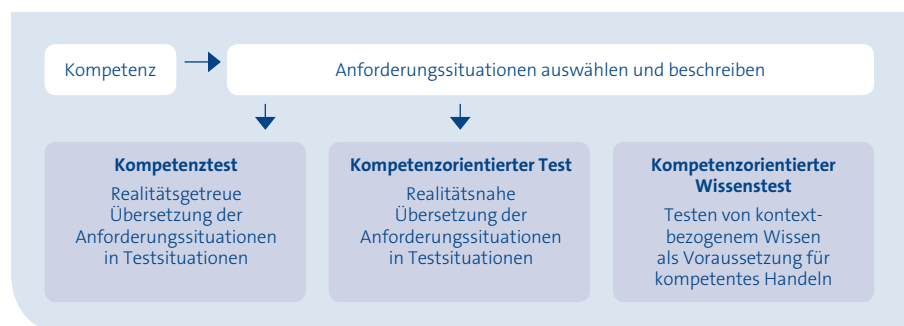 Kompetenz
Anforderungssituationen auswählen und beschreiben
Kompetenztest
Realitätsgetreue
Übersetzung der
Anforderungssituationen
in Testsituationen
Kompetenzorientierter Test
Realitätsnahe
Übersetzung der
Anforderungssituationen
in Testsituationen
Kompetenzorientierter
Wissenstest
Testen von kontext-
bezogenem Wissen
als Voraussetzung für
kompetentes Handeln